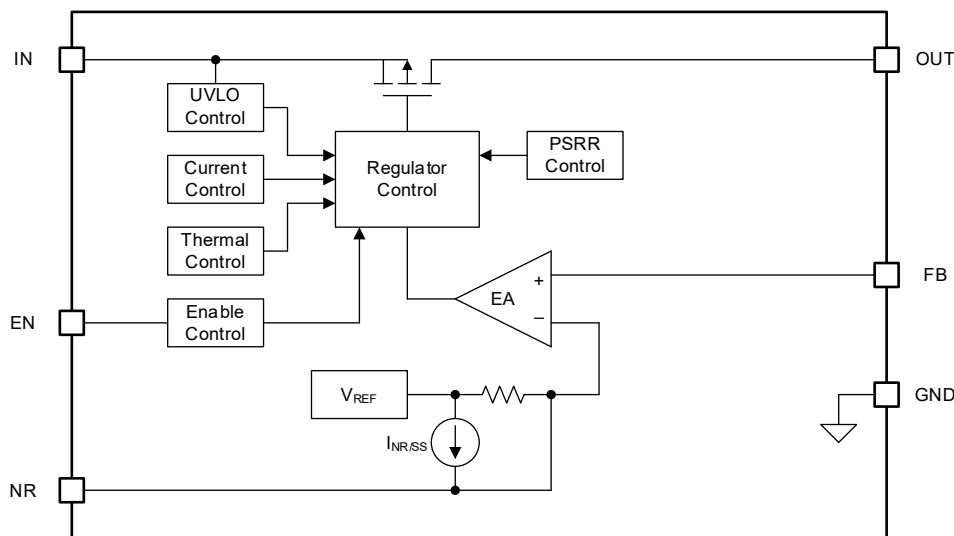 IN
OUT
UVLO
Control
Current
Control
Regulator
Control
PSRR
Control
Thermal
Control
FB
+
EA
−
EN
Enable
Control
GND
VREF
INR/SS
NR